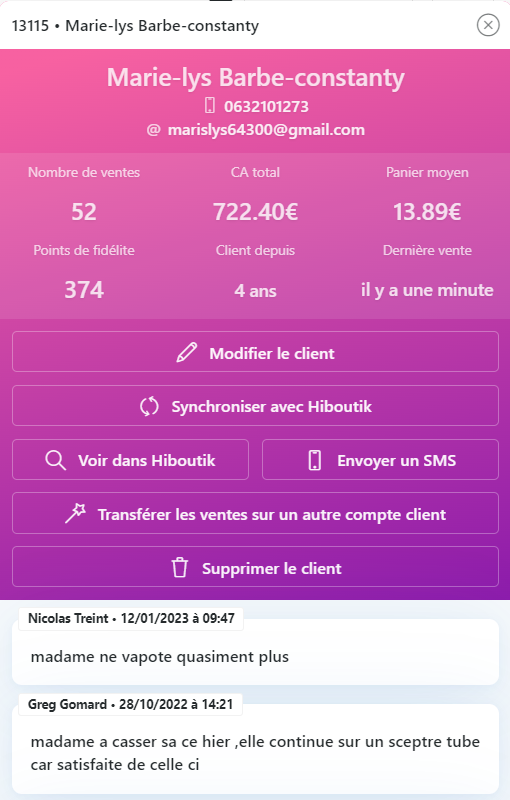 13115 • Marie-lys Barbe-constanty
Marie-lys Barbe-constanty
0632101273
@ marislys64300@gmail.com
Nombre de ventes
CA total
Panier moyen
52
722.40€
13.89€
Points de fidélite
Client depuis
Dernière vente
374
4 ans
il y a une minute
Modifier le client
Synchroniser avec Hiboutik
Voir dans Hiboutik
Envoyer un SMS
Transférer les ventes sur un autre compte client
Supprimer le client
Nicolas Treint • 12/01/2023 à 09:47
madame ne vapote quasiment plus
Greg Gomard • 28/10/2022 à 14:21
madame a casser sa ce hier ,elle continue sur un sceptre tube
car satisfaite de celle ci